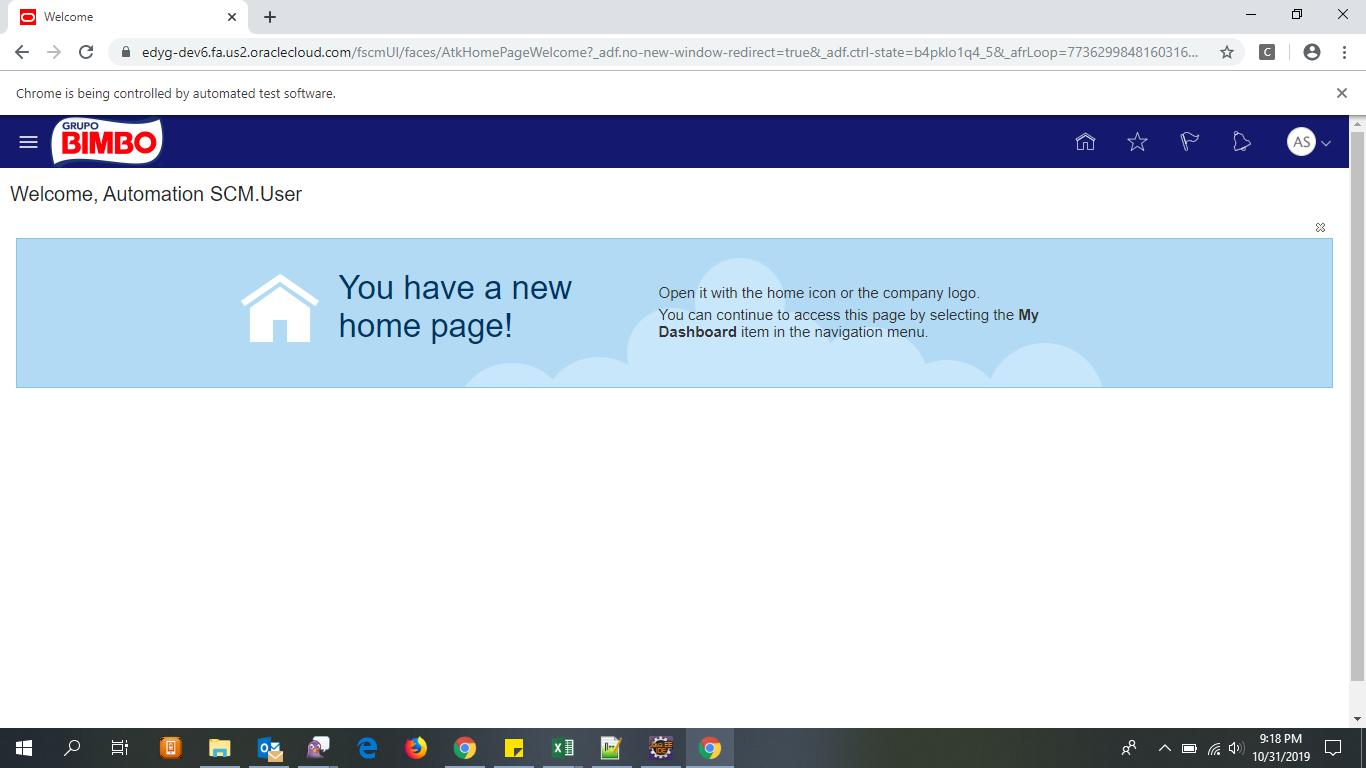 Welcome
edyg-dev6.fa.us2.oraclecloud.com/fscmUI/faces/AtkHomePageWelcome?_adf.no-new-window-redirect=true&_adf.ctrl-state=b4pklo1q4_5&_afrLoop=7736299848160316...
C
Chrome is being controlled by automated test software.
GRUPO
BIMBO
AS
Welcome, Automation SCM.User
You have a new
home page!
Open it with the home icon or the company logo.
You can continue to access this page by selecting the My
Dashboard item in the navigation menu.
9:18 PM
10/31/2019